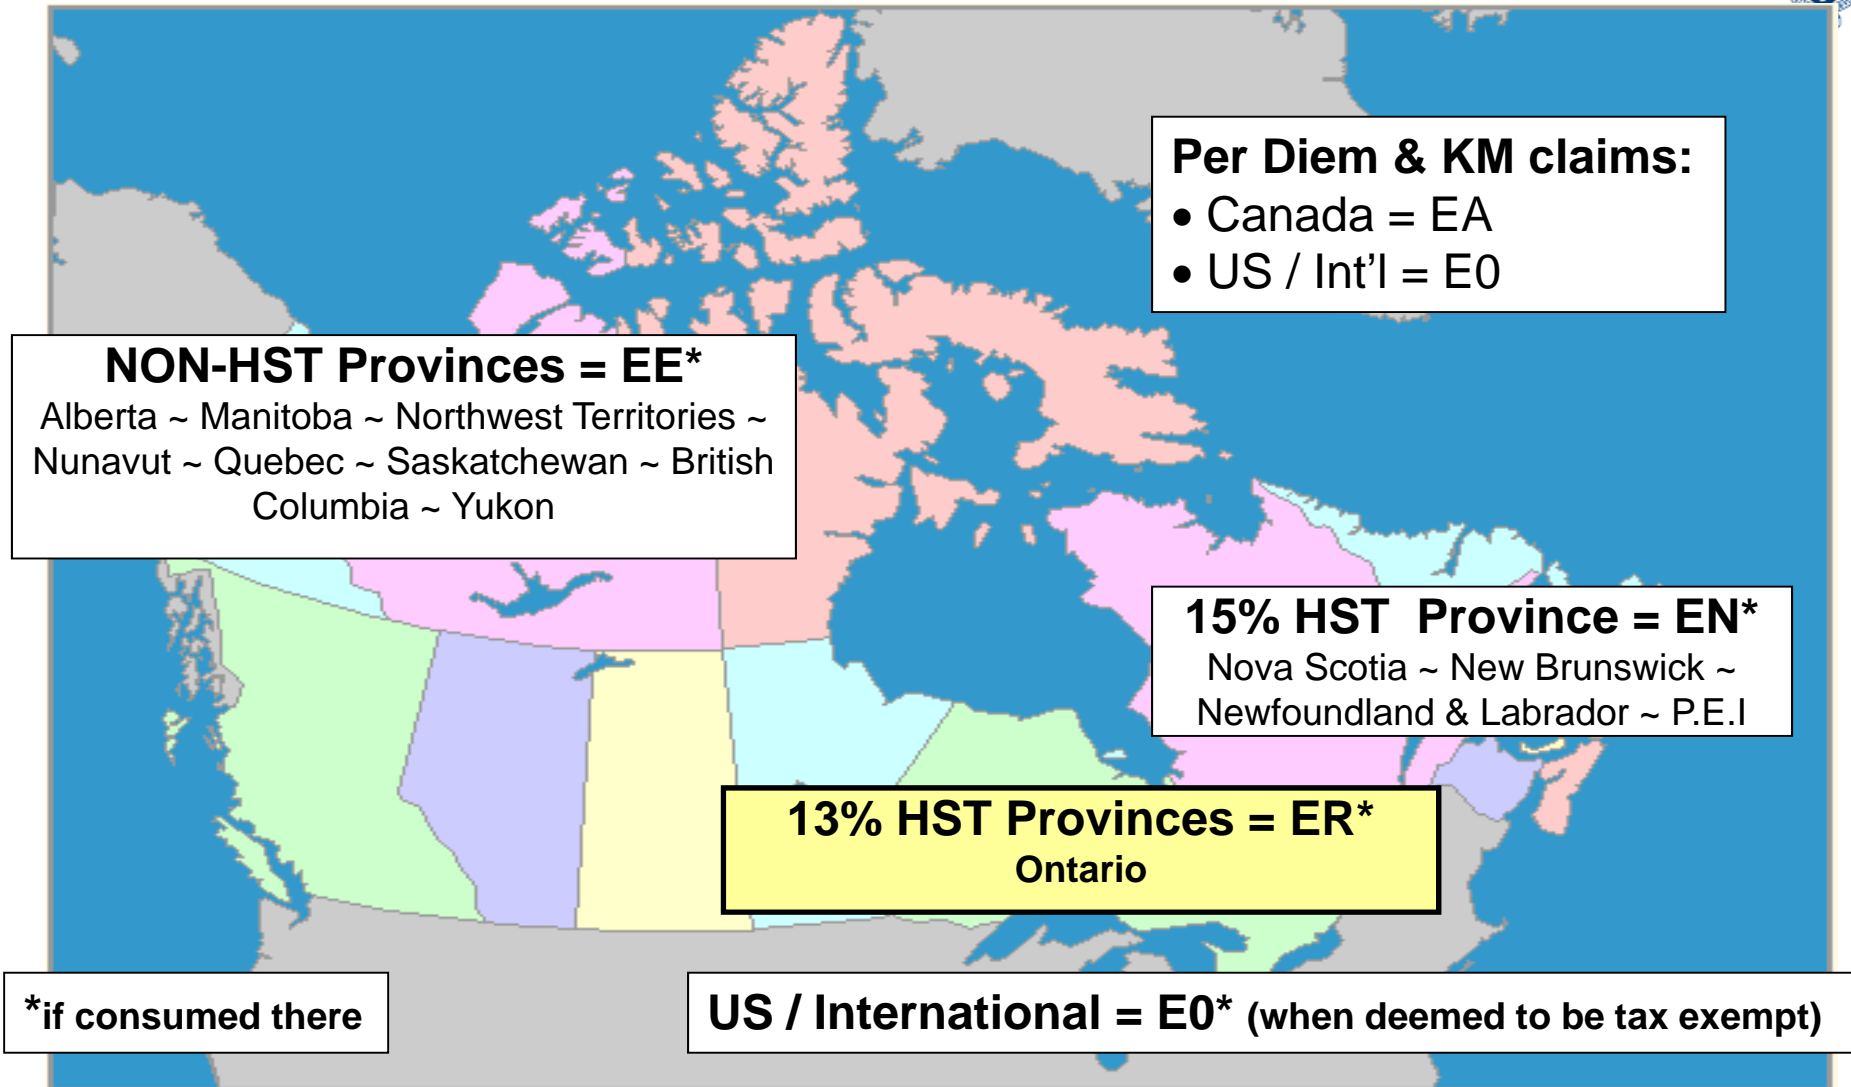 Per Diem & KM claims:
• Canada = EA
• US / Int’l = E0
NON-HST Provinces = EE*
Alberta ~ Manitoba ~ Northwest Territories ~
Nunavut ~ Quebec ~ Saskatchewan ~ British
Columbia ~ Yukon
15% HST  Province = EN*
Nova Scotia ~ New Brunswick ~
Newfoundland & Labrador ~ P.E.I
13% HST Provinces = ER*
Ontario
*if consumed there
US / International = E0* (when deemed to be tax exempt)